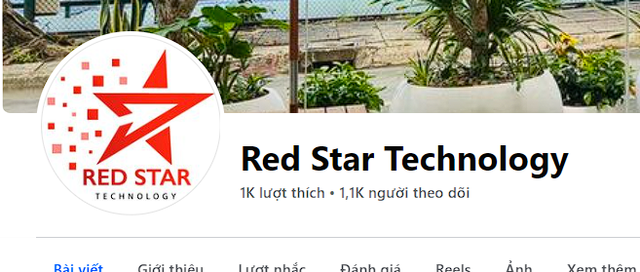 RED STAR
TECHNOLOGY
Red Star Technology
1K lượt thích • 1,1K người theo dõi
Bài viết Giới thiệu Lượt nhắc Đánh giá Reels Ảnh Xem thêm